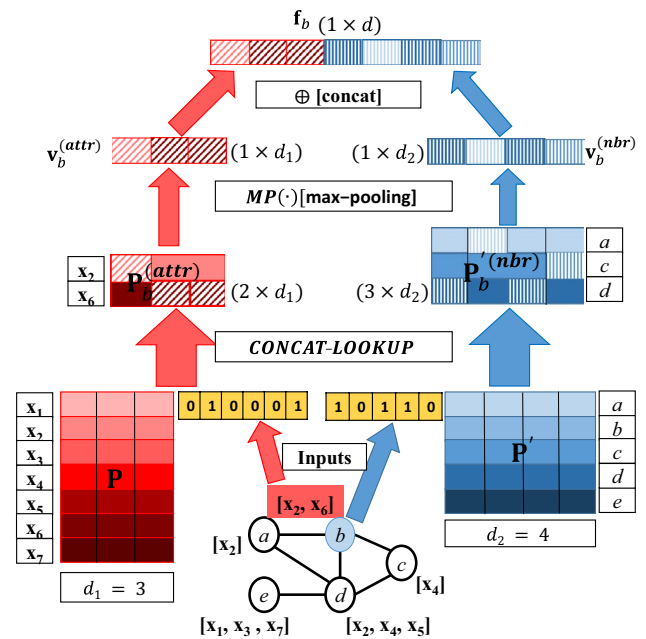 f_b (1 × d)
⊕ [concat]
v_b^(attr) (1 × d_1) (1 × d_2) v_b^(nbr)
MP(·)[max−pooling]
x_2 P_b^(attr) P'_b^(nbr) a
c
x_6 (2 × d_1) (3 × d_2) d
CONCAT-LOOKUP
x_1 0 1 0 0 0 1 1 0 1 1 0 a
x_2 b
x_3 Inputs c
x_4 P P' d
x_5 e
x_6 [x_2, x_6]
x_7 [x_2] a b d_2 = 4
c [x_4]
d_1 = 3 e d
[x_1, x_3 , x_7] [x_2, x_4, x_5]